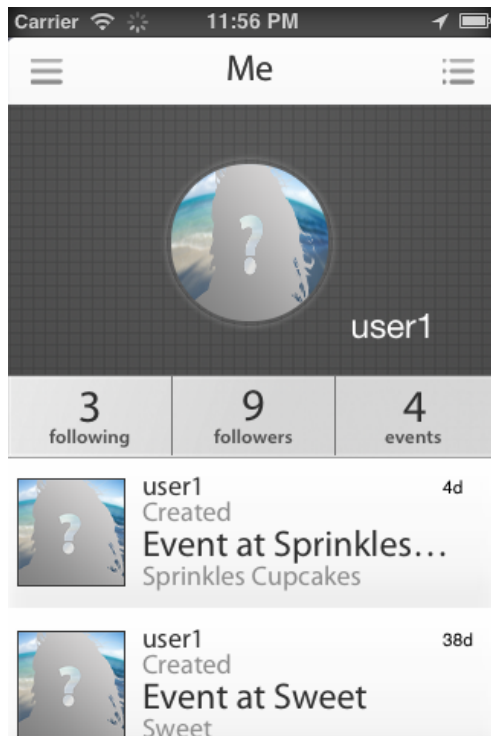 Carrier 11:56 PM
Me
?
user1
3 9 4
following followers events
? user1 4d
Created
Event at Sprinkles...
Sprinkles Cupcakes
? user1 38d
Created
Event at Sweet
Sweet